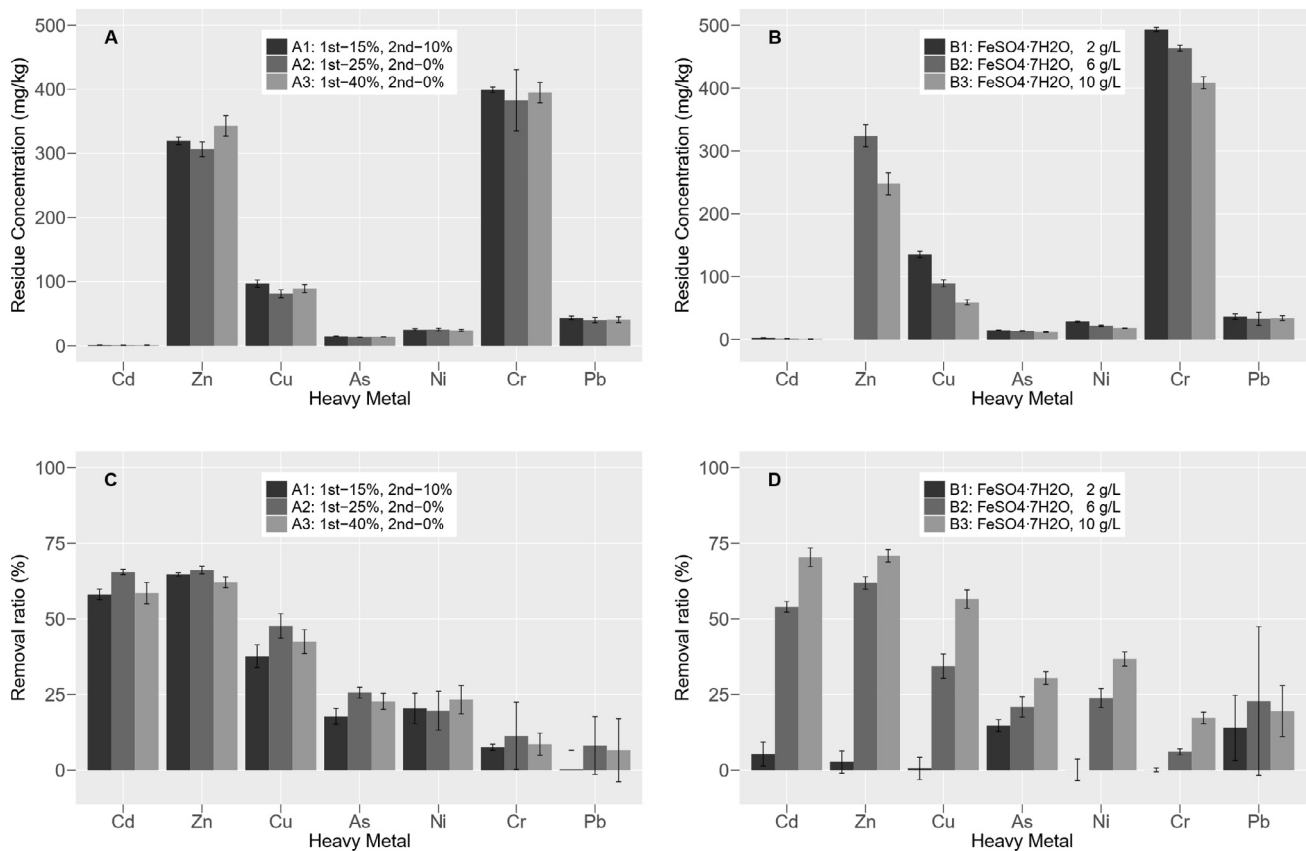 A
A1: 1st−15%, 2nd−10%
A2: 1st−25%, 2nd−0%
A3: 1st−40%, 2nd−0%
Residue Concentration (mg/kg)
500
400
300
200
100
0
Cd Zn Cu As Ni Cr Pb
Heavy Metal
B
B1: FeSO4·7H2O, 2 g/L
B2: FeSO4·7H2O, 6 g/L
B3: FeSO4·7H2O, 10 g/L
Residue Concentration (mg/kg)
500
400
300
200
100
0
Cd Zn Cu As Ni Cr Pb
Heavy Metal
C
A1: 1st−15%, 2nd−10%
A2: 1st−25%, 2nd−0%
A3: 1st−40%, 2nd−0%
Removal ratio (%)
100
75
50
25
0
Cd Zn Cu As Ni Cr Pb
Heavy Metal
D
B1: FeSO4·7H2O, 2 g/L
B2: FeSO4·7H2O, 6 g/L
B3: FeSO4·7H2O, 10 g/L
Removal ratio (%)
100
75
50
25
0
Cd Zn Cu As Ni Cr Pb
Heavy Metal